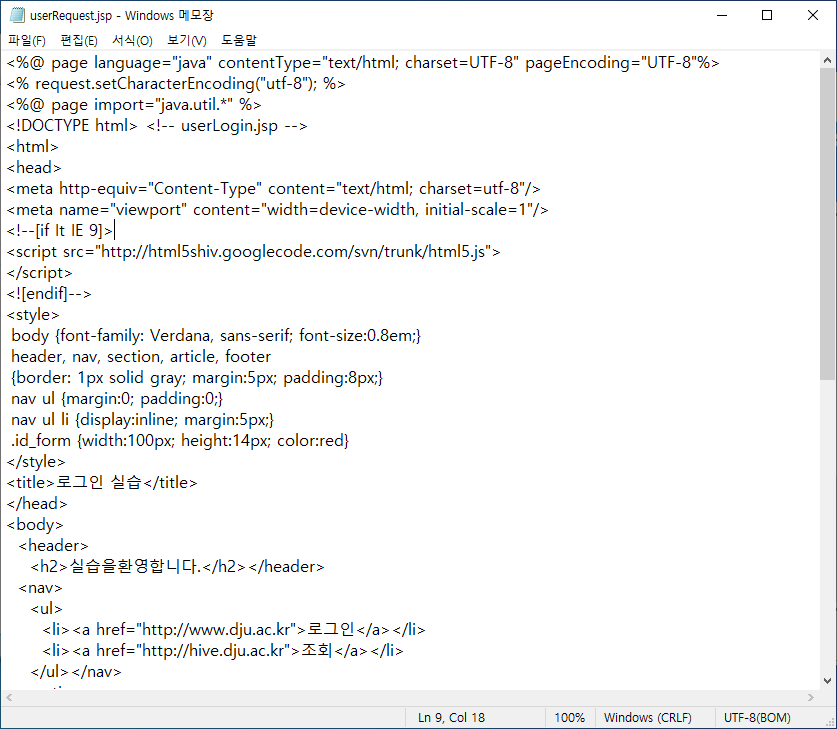 userRequest.jsp - Windows 메모장
파일(F) 편집(E) 서식(O) 보기(V) 도움말
<%@ page language="java" contentType="text/html; charset=UTF-8" pageEncoding="UTF-8"%>
<% request.setCharacterEncoding("utf-8"); %>
<%@ page import="java.util.*" %>
<!DOCTYPE html> <!-- userLogin.jsp -->
<html>
<head>
<meta http-equiv="Content-Type" content="text/html; charset=utf-8"/>
<meta name="viewport" content="width=device-width, initial-scale=1"/>
<!--[if lt IE 9]>
<script src="http://html5shiv.googlecode.com/svn/trunk/html5.js">
</script>
<![endif]-->
<style>
body {font-family: Verdana, sans-serif; font-size:0.8em;}
header, nav, section, article, footer
{border: 1px solid gray; margin:5px; padding:8px;}
nav ul {margin:0; padding:0;}
nav ul li {display:inline; margin:5px;}
.id_form {width:100px; height:14px; color:red}
</style>
<title>로그인 실습</title>
</head>
<body>
<header>
<h2>실습을환영합니다.</h2></header>
<nav>
<ul>
<li><a href="http://www.dju.ac.kr">로그인</a></li>
<li><a href="http://hive.dju.ac.kr">조회</a></li>
</ul></nav>
Ln 9, Col 18 100% Windows (CRLF) UTF-8(BOM)